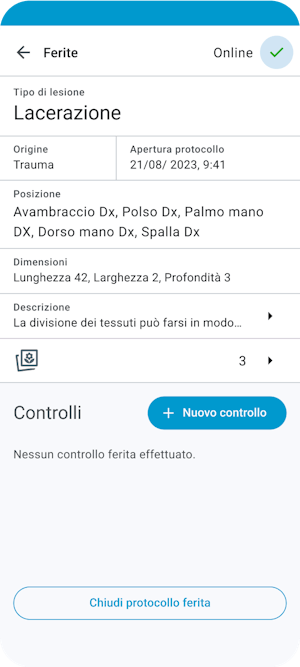 Ferite
Online
Tipo di lesione
Lacerazione
Origine
Trauma
Apertura protocollo
21/08/ 2023, 9:41
Posizione
Avambraccio Dx, Polso Dx, Palmo mano
DX, Dorso mano Dx, Spalla Dx
Dimensioni
Lunghezza 42, Larghezza 2, Profondità 3
Descrizione
La divisione dei tessuti può farsi in modo...
3
Controlli
+ Nuovo controllo
Nessun controllo ferita effettuato.
Chiudi protocollo ferita